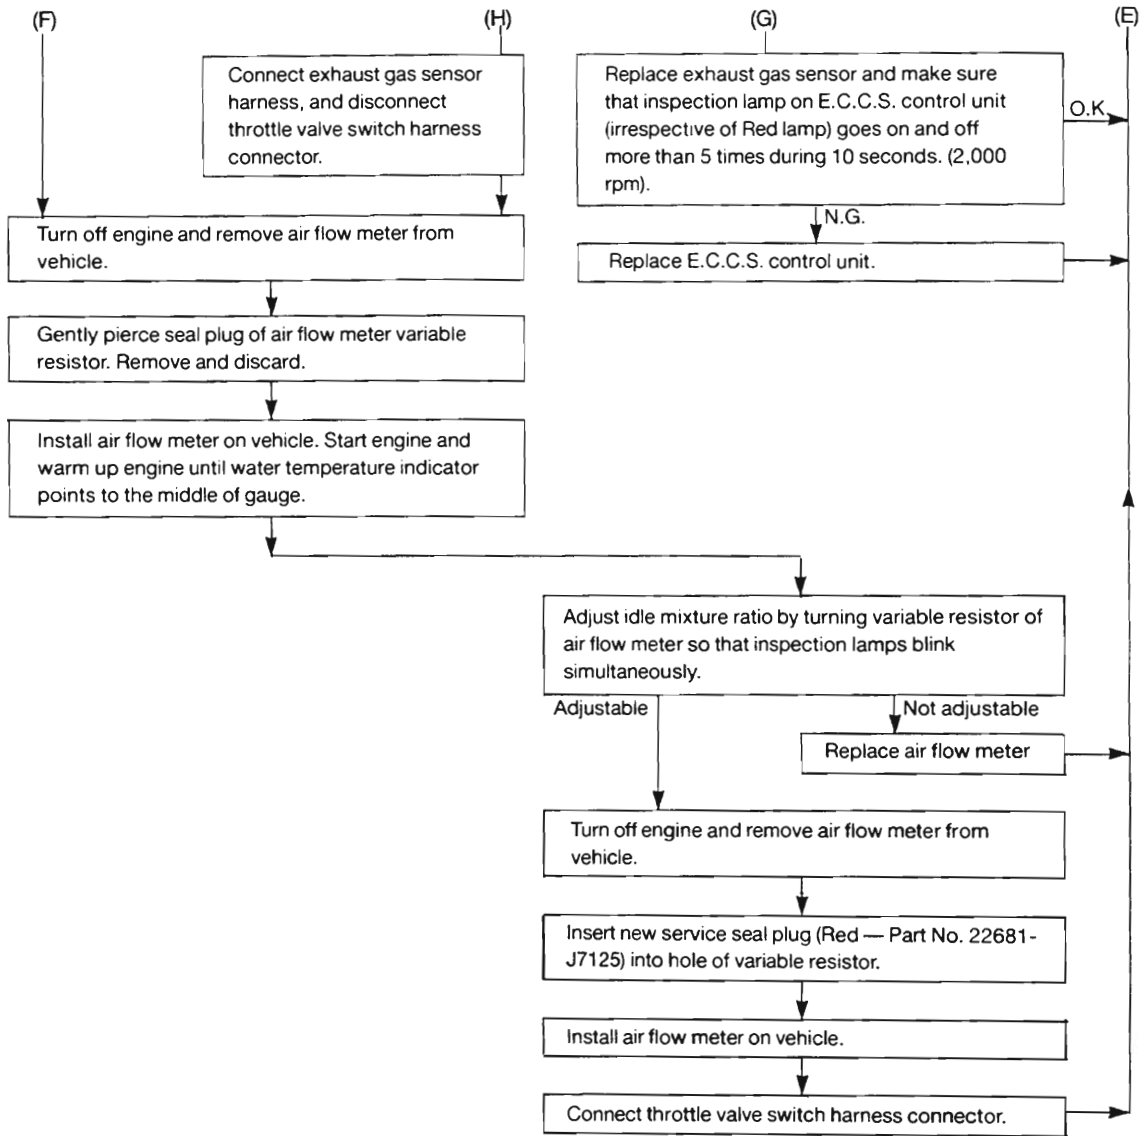 (F)
(H)
(G)
(E)
Connect exhaust gas sensor
harness, and disconnect
throttle valve switch harness
connector.
Replace exhaust gas sensor and make sure
that inspection lamp on E.C.C.S. control unit
(irrespective of Red lamp) goes on and off
more than 5 times during 10 seconds. (2,000
rpm).
O.K.
N.G.
Turn off engine and remove air flow meter from
vehicle.
Replace E.C.C.S. control unit.
Gently pierce seal plug of air flow meter variable
resistor. Remove and discard.
Install air flow meter on vehicle. Start engine and
warm up engine until water temperature indicator
points to the middle of gauge.
Adjust idle mixture ratio by turning variable resistor of
air flow meter so that inspection lamps blink
simultaneously.
Adjustable
Not adjustable
Replace air flow meter
Turn off engine and remove air flow meter from
vehicle.
Insert new service seal plug (Red — Part No. 22681-
J7125) into hole of variable resistor.
Install air flow meter on vehicle.
Connect throttle valve switch harness connector.